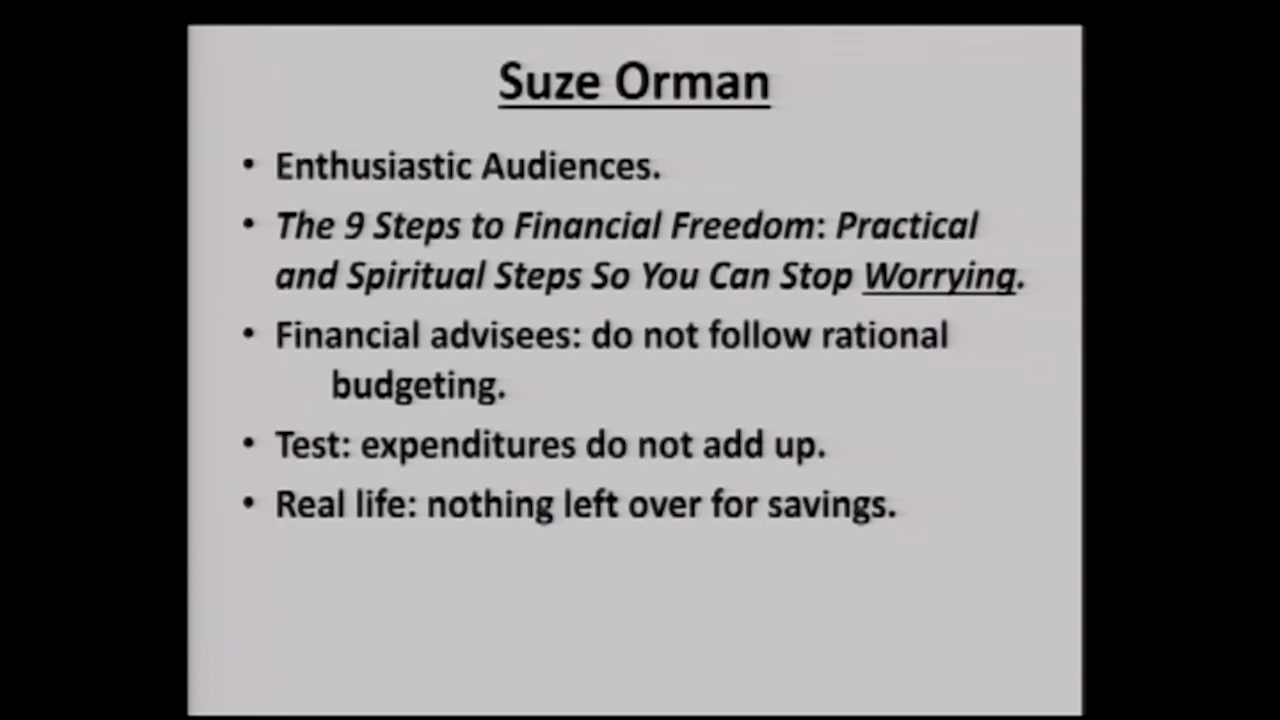 Suze Orman
• Enthusiastic Audiences.
• The 9 Steps to Financial Freedom: Practical
and Spiritual Steps So You Can Stop Worrying.
• Financial advisees: do not follow rational
budgeting.
• Test: expenditures do not add up.
• Real life: nothing left over for savings.